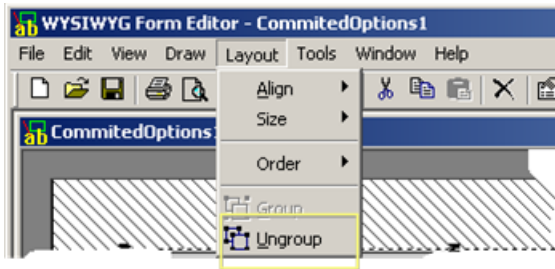 WYSIWYG Form Editor - CommitedOptions1
File Edit View Draw Layout Tools Window Help
CommitedOptions1
Align
Size
Order
Group
Ungroup